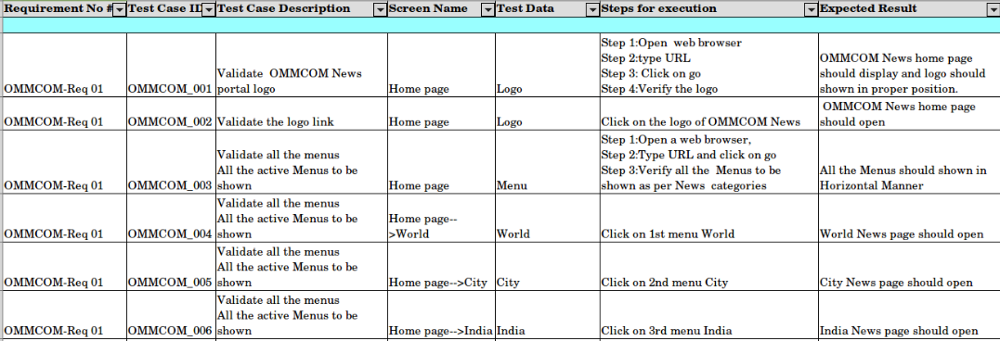 Requirement No # Test Case ID Test Case Description Screen Name Test Data Steps for execution Expected Result
OMMCOM-Req 01
OMMCOM_001
Validate  OMMCOM News
portal logo
Home page
Logo
Step 1:Open  web browser
Step 2:type URL
Step 3: Click on go
Step 4:Verify the logo
OMMCOM News home page
should display and logo should
shown in proper position.
OMMCOM-Req 01
OMMCOM_002
Validate the logo link
Home page
Logo
Click on the logo of OMMCOM News
OMMCOM News home page
should open
OMMCOM-Req 01
OMMCOM_003
Validate all the menus
All the active Menus to be
shown
Home page
Menu
Step 1:Open a web browser,
Step 2:Type URL and click on go
Step 3:Verify all the  Menus to be
shown as per News  categories
All the Menus should shown in
Horizontal Manner
OMMCOM-Req 01
OMMCOM_004
Validate all the menus
All the active Menus to be
shown
Home page--
>World
World
Click on 1st menu World
World News page should open
OMMCOM-Req 01
OMMCOM_005
Validate all the menus
All the active Menus to be
shown
Home page-->City
City
Click on 2nd menu City
City News page should open
OMMCOM-Req 01
OMMCOM_006
Validate all the menus
All the active Menus to be
shown
Home page-->India
India
Click on 3rd menu India
India News page should open